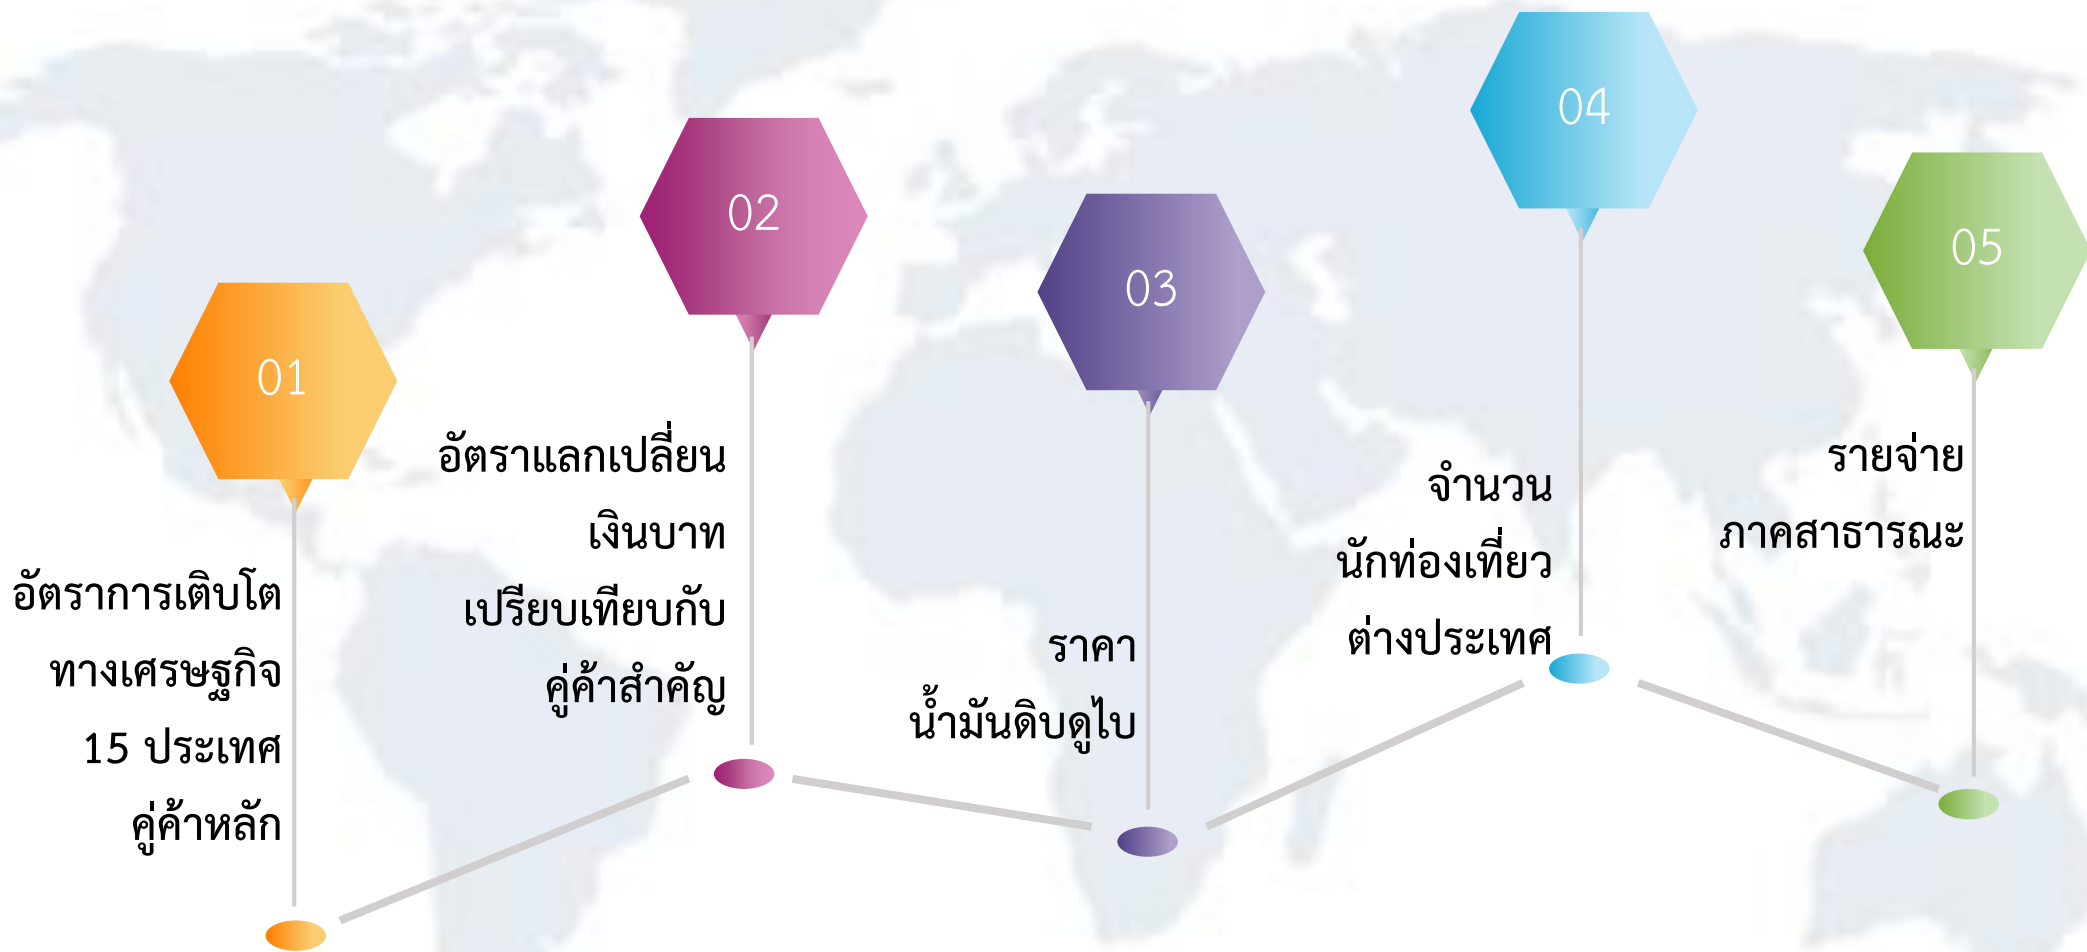 01
อัตราการเติบโต
ทางเศรษฐกิจ
15 ประเทศ
คู่ค้าหลัก
02
อัตราแลกเปลี่ยน
เงินบาท
เปรียบเทียบกับ
คู่ค้าสำคัญ
03
ราคา
น้ำมันดิบดูไบ
04
จำนวน
นักท่องเที่ยว
ต่างประเทศ
05
รายจ่าย
ภาคสาธารณะ